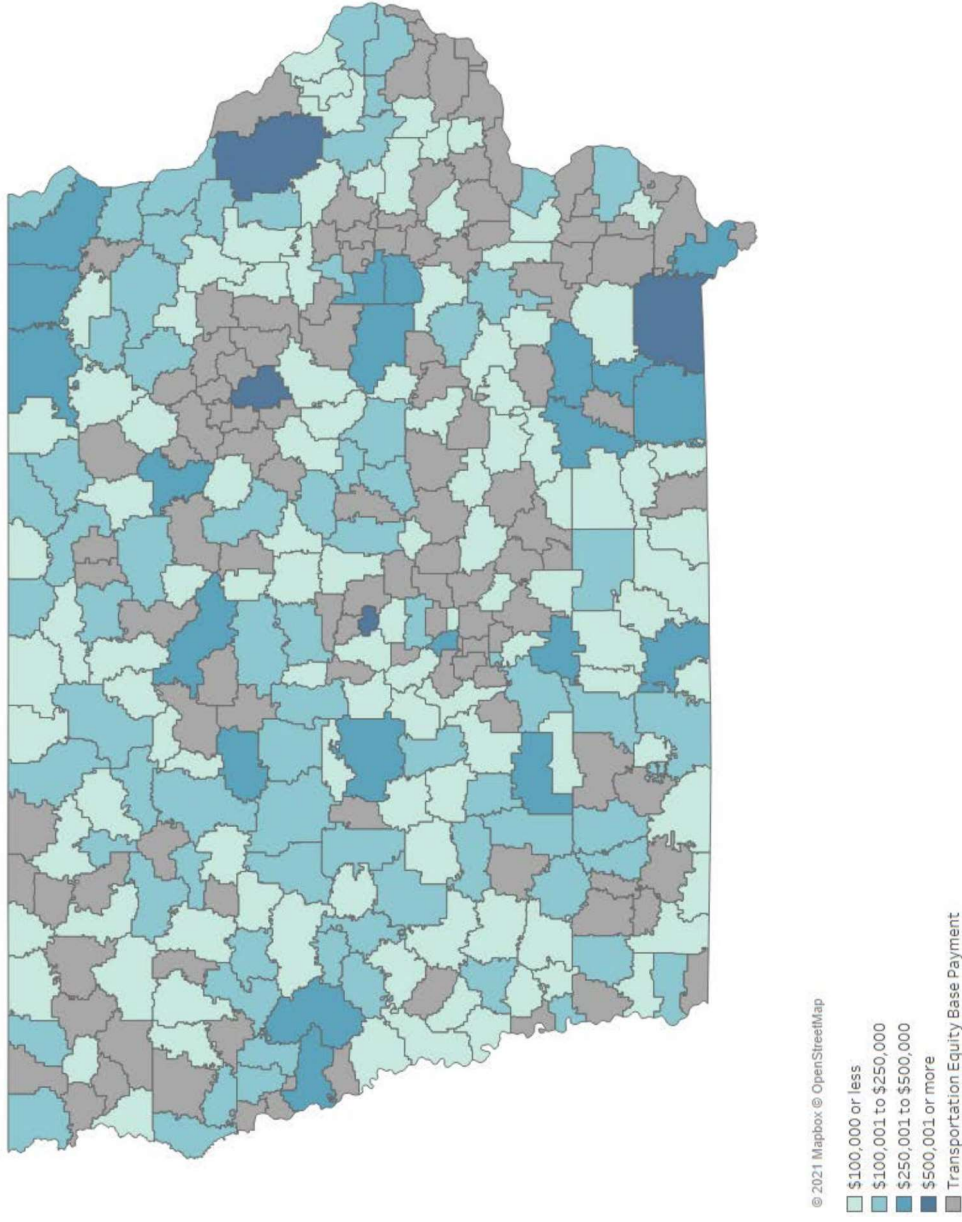 © 2021 Mapbox © OpenStreetMap
$100,000 or less
$100,001 to $250,000
$250,001 to $500,000
$500,001 or more
Transportation Equity Base Payment